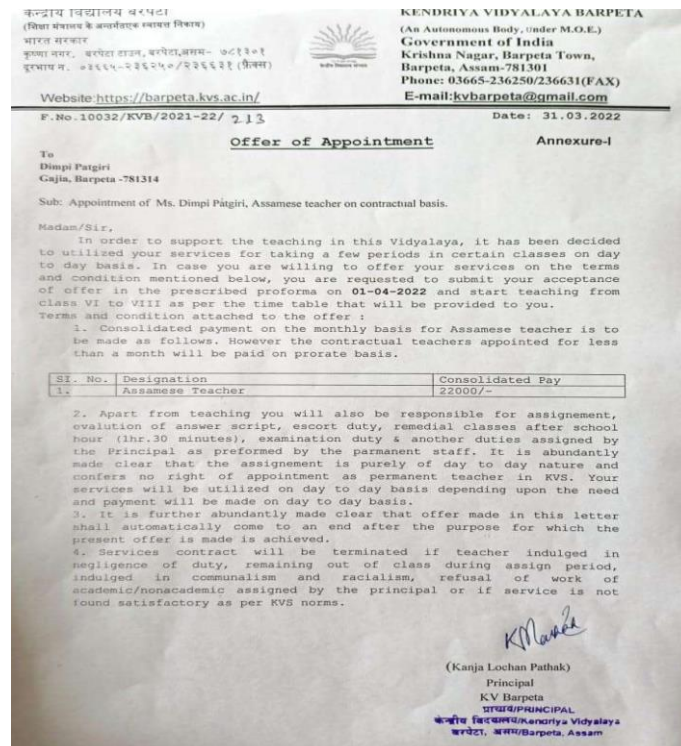 केन्द्रीय विद्यालय बरपेटा
(शिक्षा मंत्रालय के अन्तर्गतएक स्वायत निकाय)
भारत सरकार
कृष्णा नगर, बरपेटा टाउन, बरपेटा,असम- ७८१३०१
दूरभाष न. ०३६६५-२३६२५०/२३६६३१ (फ़ैक्स)
KENDRIYA VIDYALAYA BARPETA
(An Autonomous Body, under M.O.E.)
Government of India
Krishna Nagar, Barpeta Town,
Barpeta, Assam-781301
Phone: 03665-236250/236631(FAX)
Website:https://barpeta.kvs.ac.in/
E-mail:kvbarpeta@gmail.com
F.No.10032/KVB/2021-22/ 213
Date: 31.03.2022
Offer of Appointment
Annexure-I
To
Dimpi Patgiri
Gajia, Barpeta -781314
Sub: Appointment of Ms. Dimpi Patgiri, Assamese teacher on contractual basis.
Madam/Sir,
In order to support the teaching in this Vidyalaya, it has been decided
to utilized your services for taking a few periods in certain classes on day
to day basis. In case you are willing to offer your services on the terms
and condition mentioned below, you are requested to submit your acceptance
of offer in the prescribed proforma on 01-04-2022 and start teaching from
class VI to VIII as per the time table that will be provided to you.
Terms and condition attached to the offer :
1. Consolidated payment on the monthly basis for Assamese teacher is to
be made as follows. However the contractual teachers appointed for less
than a month will be paid on prorate basis.
SI. No. Designation Consolidated Pay
1. Assamese Teacher 22000/-
2. Apart from teaching you will also be responsible for assignement,
evalution of answer script, escort duty, remedial classes after school
hour (1hr.30 minutes), examination duty & another duties assigned by
the Principal as preformed by the parmanent staff. It is abundantly
made clear that the assignement is purely of day to day nature and
confers no right of appointment as permanent teacher in KVS. Your
services will be utilized on day to day basis depending upon the need
and payment will be made on day to day basis.
3. It is further abundantly made clear that offer made in this letter
shall automatically come to an end after the purpose for which the
present offer is made is achieved.
4. Services contract will be terminated if teacher indulged in
negligence of duty, remaining out of class during assign period,
indulged in communalism and racialism, refusal of work of
academic/nonacademic assigned by the principal or if service is not
found satisfactory as per KVS norms.
(Kanja Lochan Pathak)
Principal
KV Barpeta
प्राचार्य/PRINCIPAL
केन्द्रीय विद्यालय/Kendriya Vidyalaya
बरपेटा, असम/Barpeta, Assam